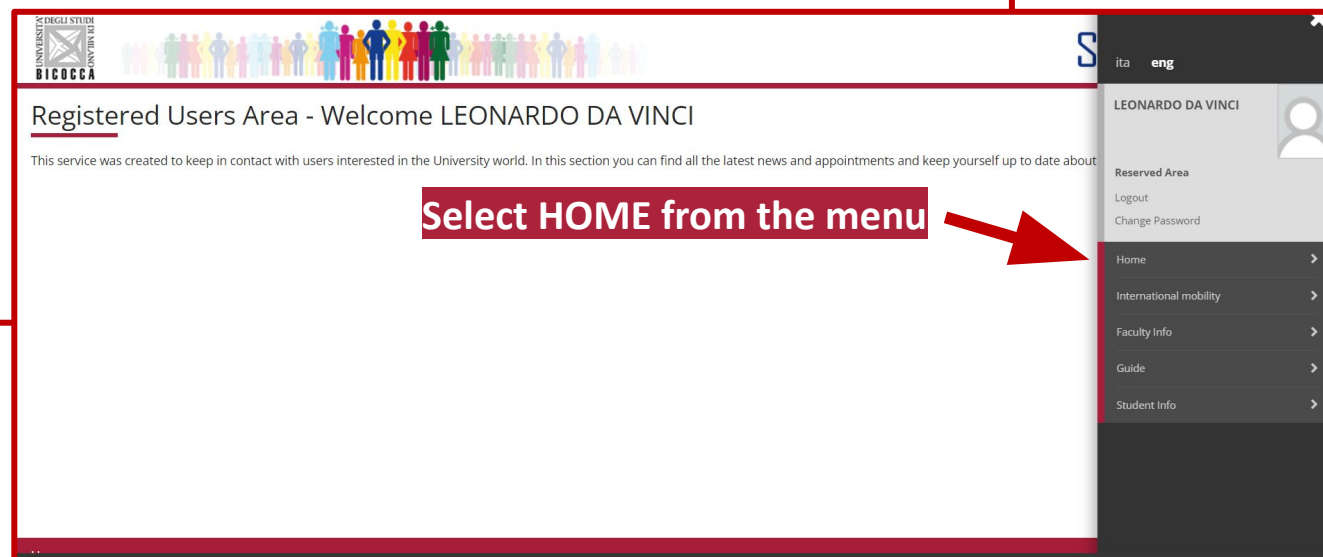 UNIVERSITÀ DEGLI STUDI DI MILANO
BICOCCA
S
ita eng
Registered Users Area - Welcome LEONARDO DA VINCI
LEONARDO DA VINCI
This service was created to keep in contact with users interested in the University world. In this section you can find all the latest news and appointments and keep yourself up to date about
Reserved Area
Logout
Change Password
Select HOME from the menu
Home
International mobility
Faculty Info
Guide
Student Info